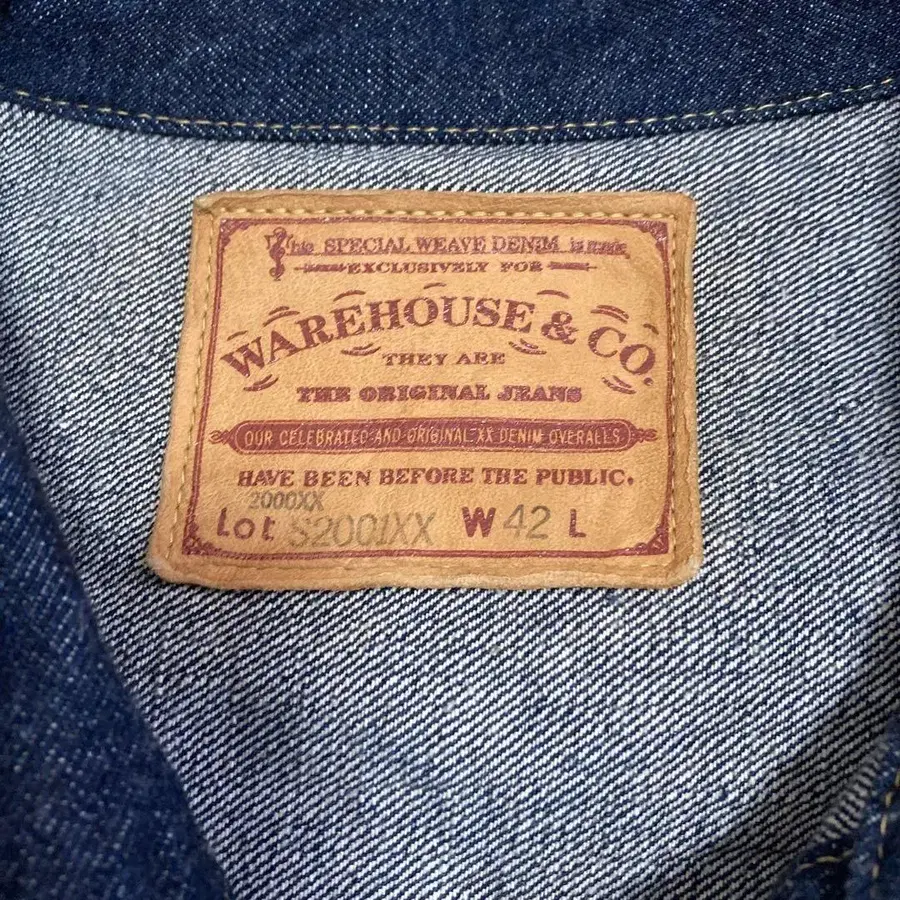 This SPECIAL WEAVE DENIM is made
EXCLUSIVELY FOR
WAREHOUSE & CO.
THEY ARE
THE ORIGINAL JEANS
OUR CELEBRATED AND ORIGINAL XX DENIM OVERALLS
HAVE BEEN BEFORE THE PUBLIC.
2000XX
Lot S2001XX W 42 L